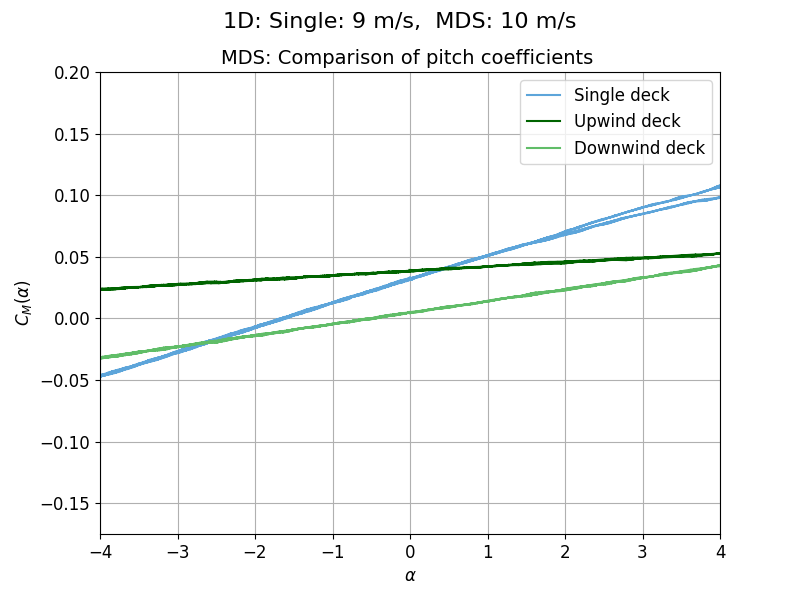 1D: Single: 9 m/s,  MDS: 10 m/s
MDS: Comparison of pitch coefficients
Single deck
Upwind deck
Downwind deck
0.20
0.15
0.10
0.05
0.00
−0.05
−0.10
−0.15
C_M(α)
−4 −3 −2 −1 0 1 2 3 4
α